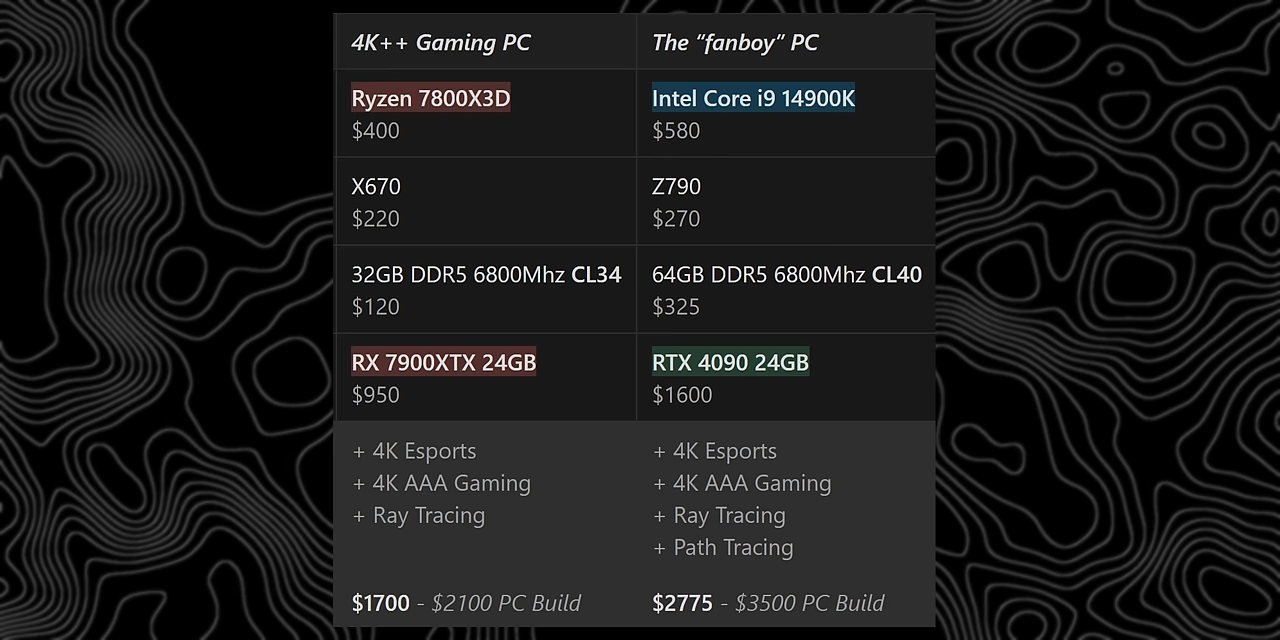 4K++ Gaming PC
The “fanboy” PC
Ryzen 7800X3D
$400
Intel Core i9 14900K
$580
X670
$220
Z790
$270
32GB DDR5 6800Mhz CL34
$120
64GB DDR5 6800Mhz CL40
$325
RX 7900XTX 24GB
$950
RTX 4090 24GB
$1600
+ 4K Esports
+ 4K AAA Gaming
+ Ray Tracing
$1700 - $2100 PC Build
+ 4K Esports
+ 4K AAA Gaming
+ Ray Tracing
+ Path Tracing
$2775 - $3500 PC Build